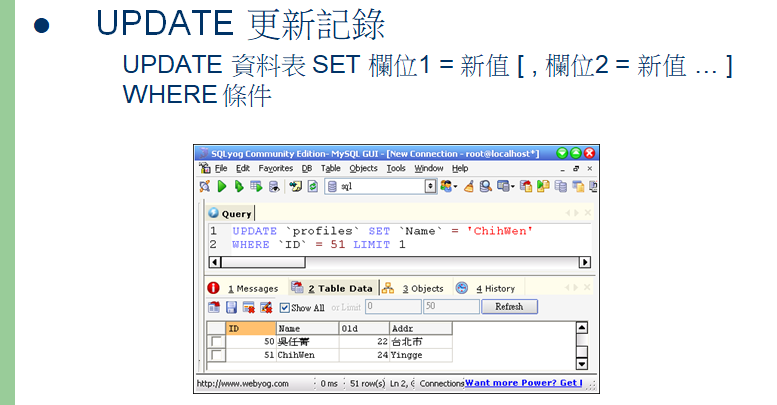 UPDATE 更新記錄
UPDATE 資料表 SET 欄位1 = 新值 [ , 欄位2 = 新值 … ]
WHERE 條件
SQLyog Community Edition- MySQL GUI - [New Connection - root@localhost*]
File Edit Favorites DB Table Objects Tools Window Help
sql
Query
1 UPDATE `profiles` SET `Name` = 'ChihWen'
2 WHERE `ID` = 51 LIMIT 1
1 Messages 2 Table Data 3 Objects 4 History
Show All or Limit 0 50 Refresh
ID Name Old Addr
50 吳任菁 22 台北市
51 ChihWen 24 Yingge
http://www.webyog.com 0 ms 51 row(s) Ln 2, Connections Want more Power? Get